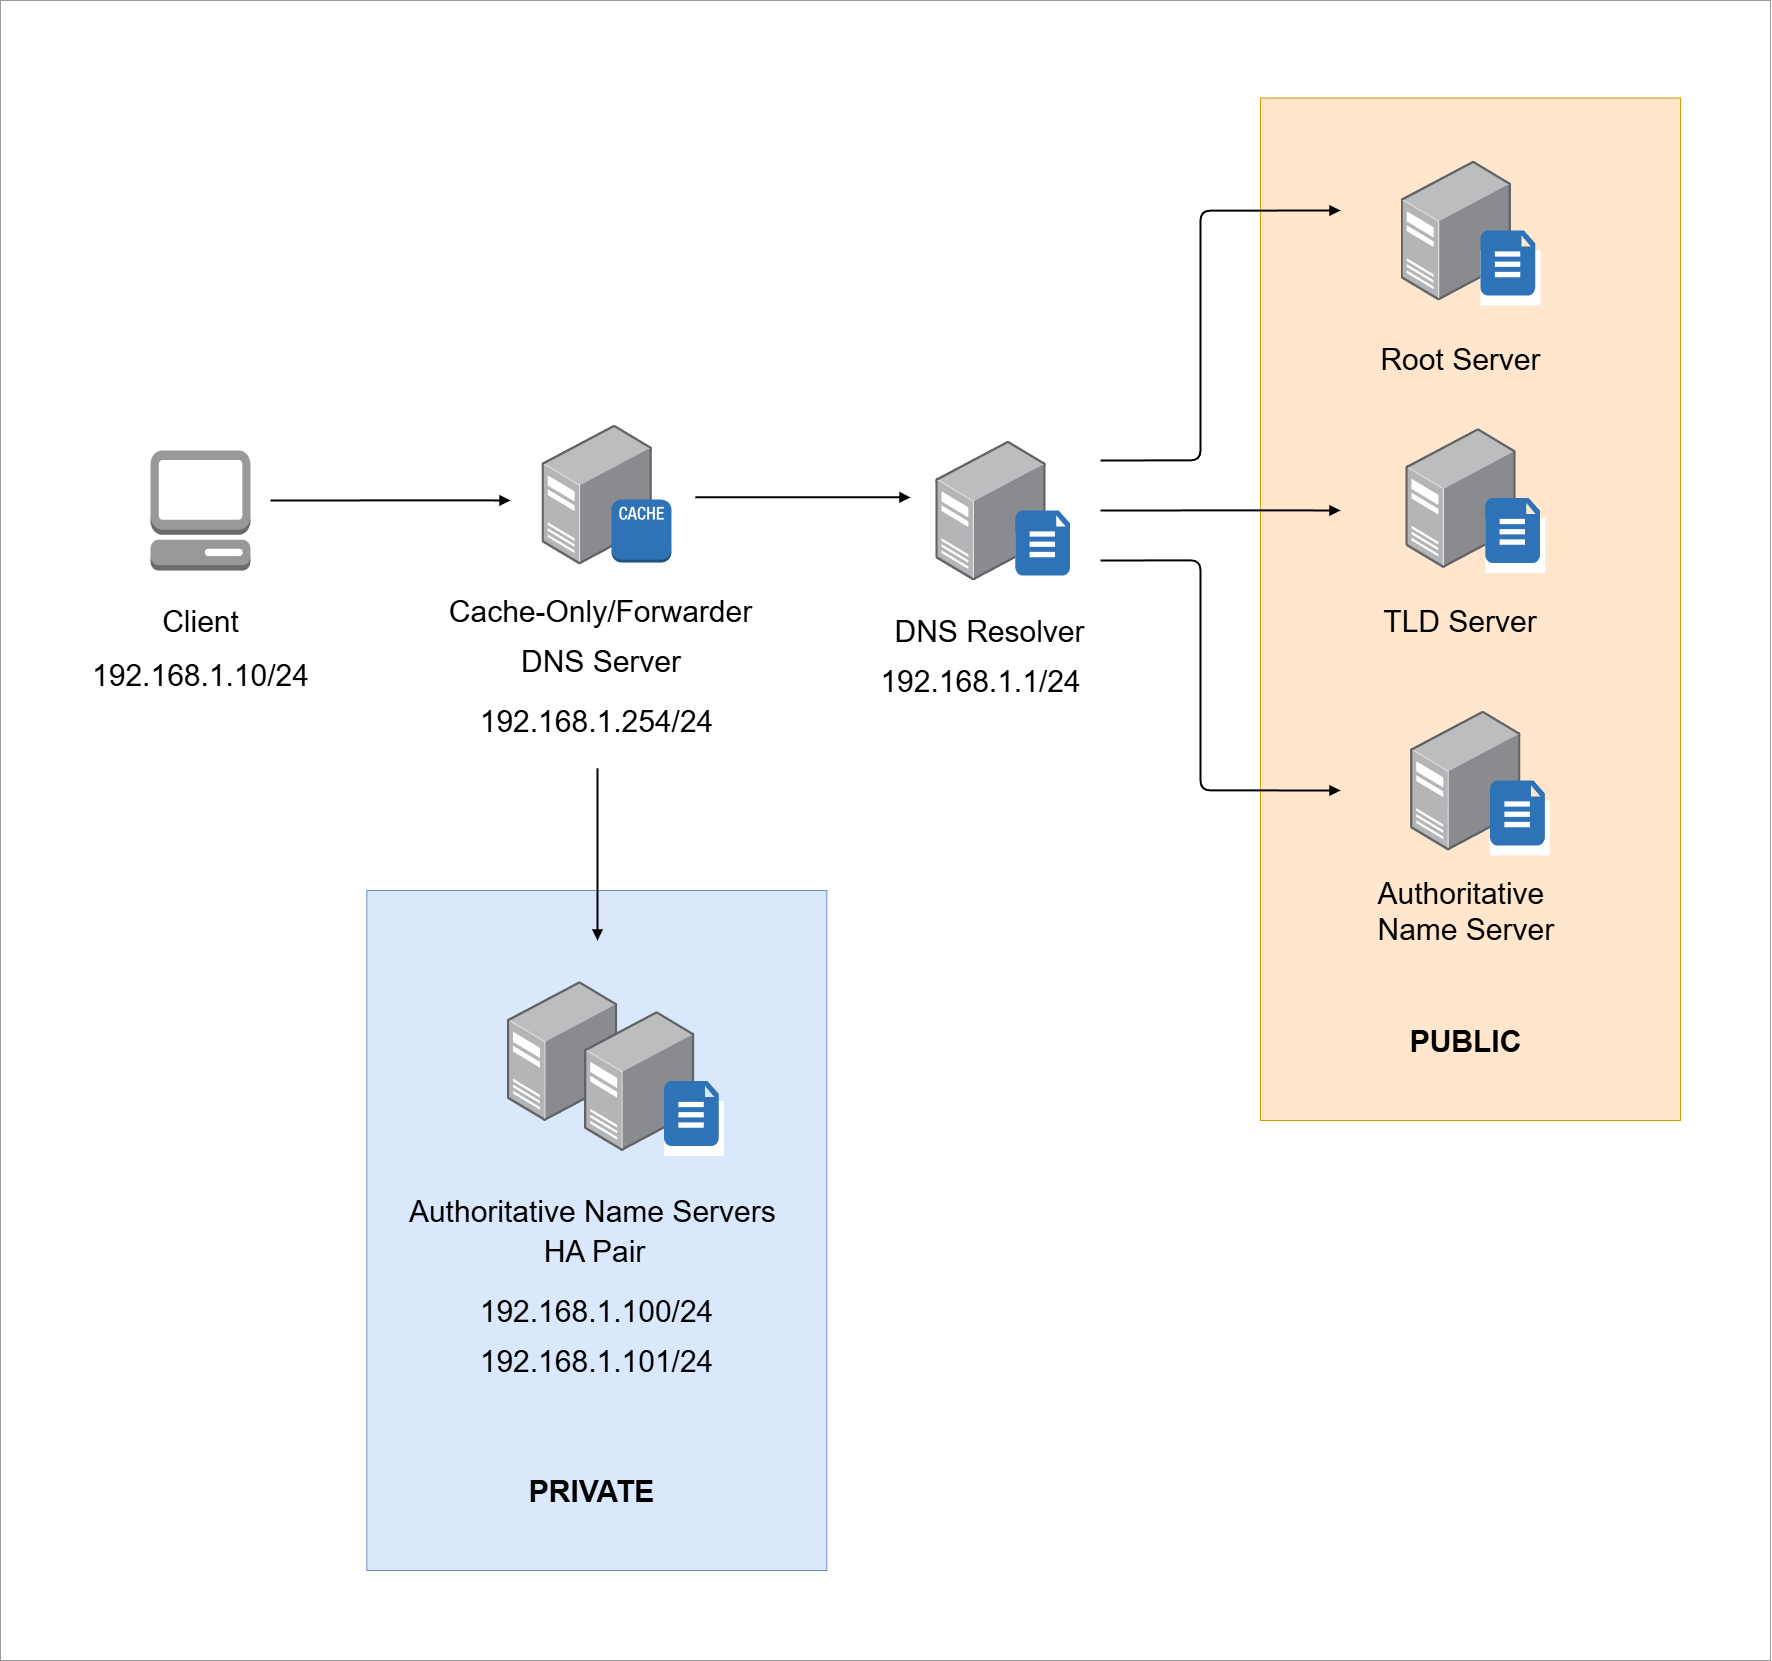 Root Server
CACHE
Client
192.168.1.10/24
Cache-Only/Forwarder
DNS Server
192.168.1.254/24
DNS Resolver
192.168.1.1/24
TLD Server
Authoritative
Name Server
PUBLIC
Authoritative Name Servers
HA Pair
192.168.1.100/24
192.168.1.101/24
PRIVATE